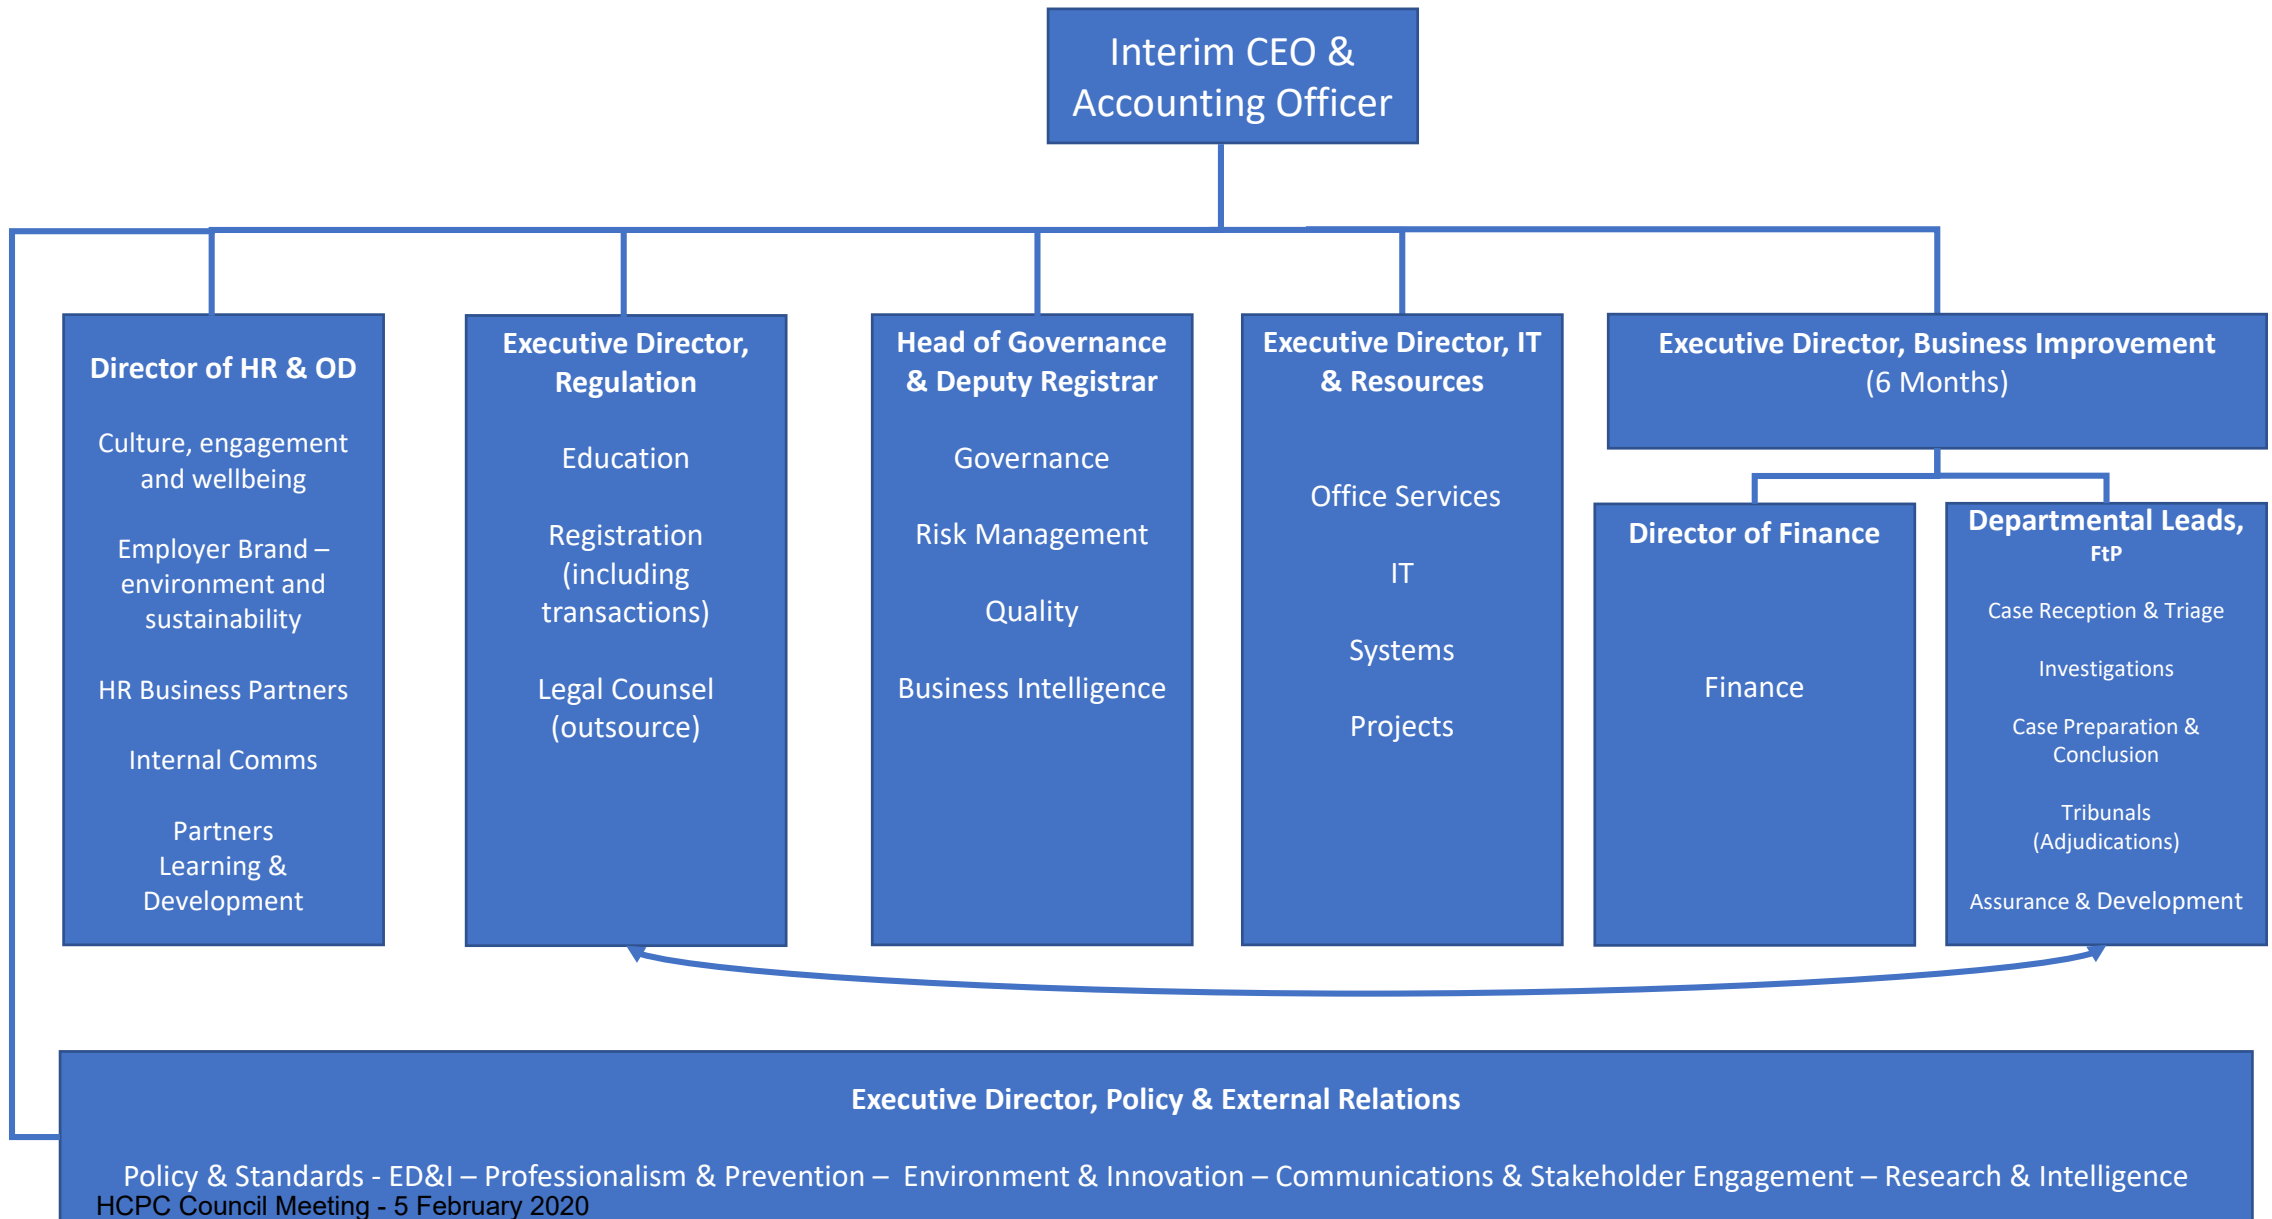 Interim CEO &
Accounting Officer
Director of HR & OD
Culture, engagement
and wellbeing
Employer Brand –
environment and
sustainability
HR Business Partners
Internal Comms
Partners
Learning &
Development
Executive Director,
Regulation
Education
Registration
(including
transactions)
Legal Counsel
(outsource)
Head of Governance
& Deputy Registrar
Governance
Risk Management
Quality
Business Intelligence
Executive Director, IT
& Resources
Office Services
IT
Systems
Projects
Executive Director, Business Improvement
(6 Months)
Director of Finance
Finance
Departmental Leads,
FtP
Case Reception & Triage
Investigations
Case Preparation &
Conclusion
Tribunals
(Adjudications)
Assurance & Development
Executive Director, Policy & External Relations
Policy & Standards - ED&I – Professionalism & Prevention – Environment & Innovation – Communications & Stakeholder Engagement – Research & Intelligence
HCPC Council Meeting - 5 February 2020